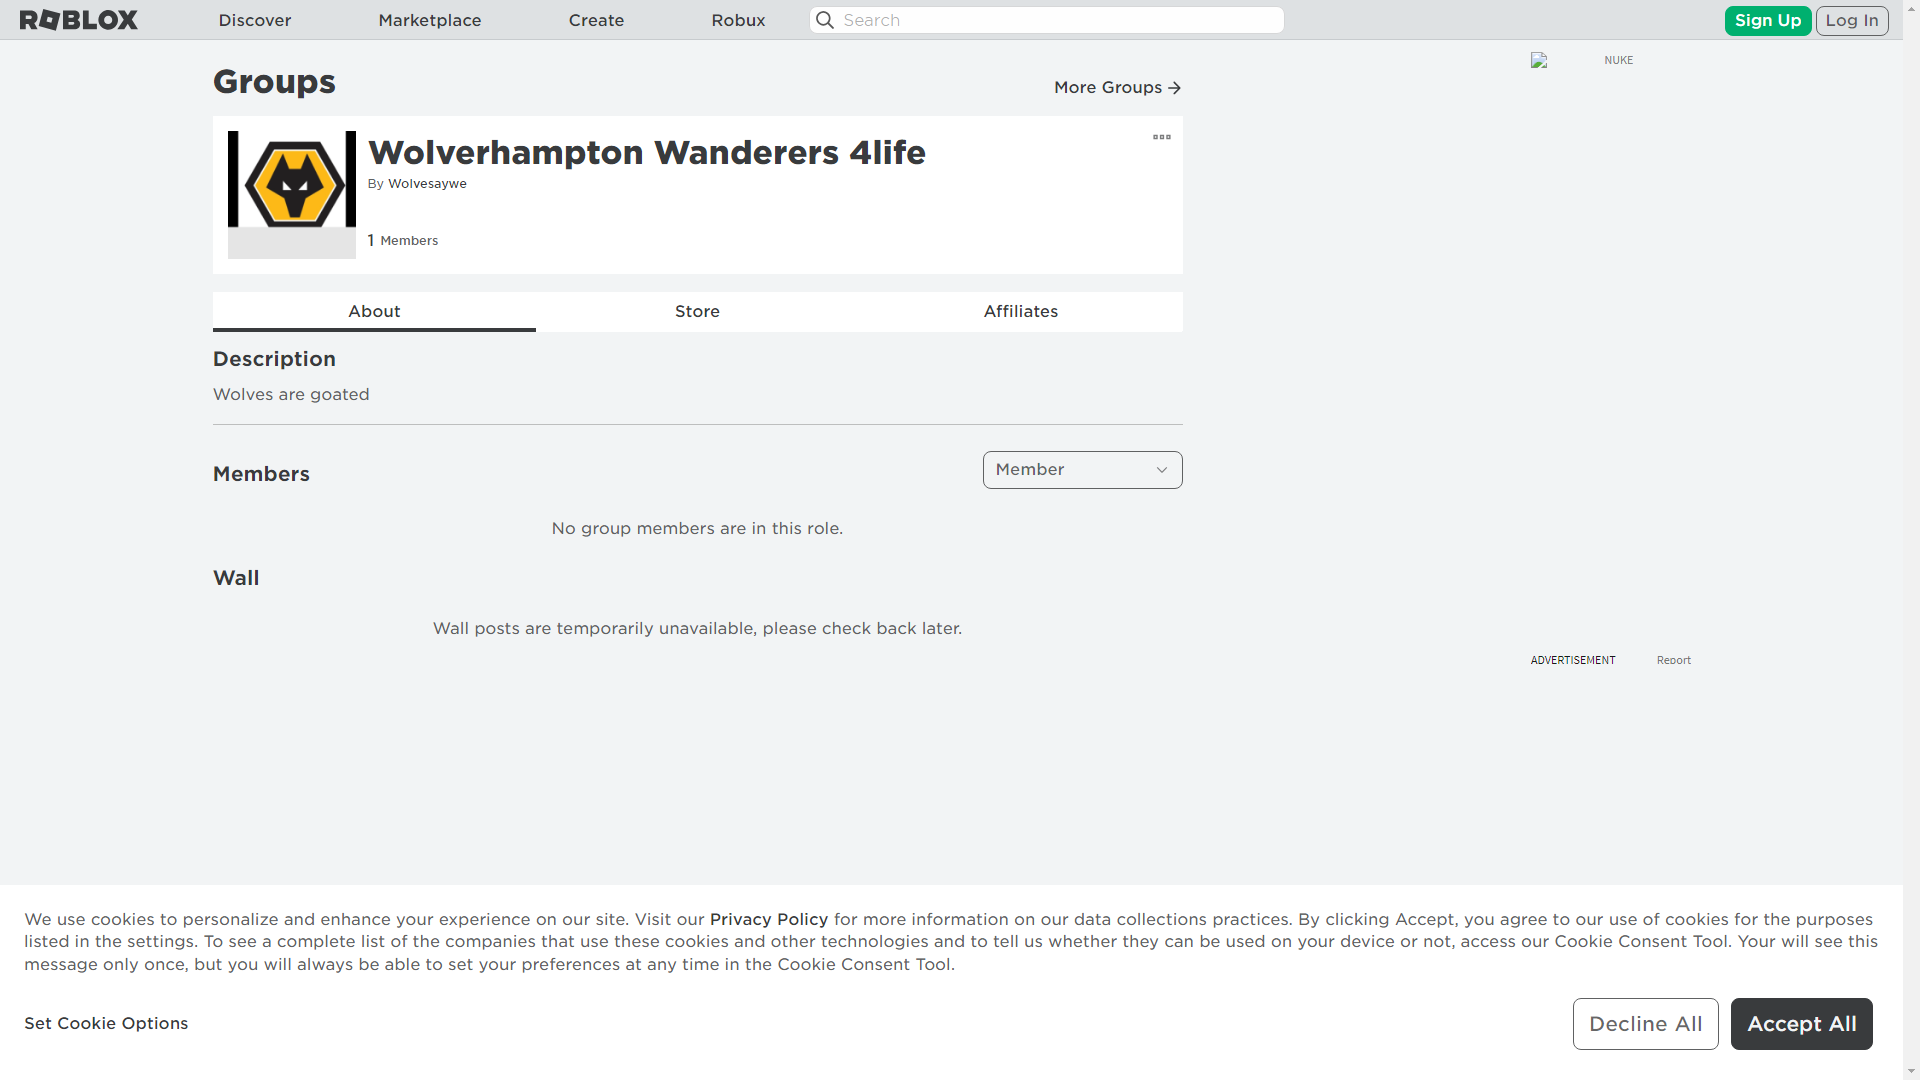 ROBLOX Discover Marketplace Create Robux Search Sign Up Log In
NUKE
Groups
More Groups
Wolverhampton Wanderers 4life
By Wolvesaywe
1 Members
About Store Affiliates
Description
Wolves are goated
Members
Member
No group members are in this role.
Wall
Wall posts are temporarily unavailable, please check back later.
ADVERTISEMENT Report
We use cookies to personalize and enhance your experience on our site. Visit our Privacy Policy for more information on our data collections practices. By clicking Accept, you agree to our use of cookies for the purposes
listed in the settings. To see a complete list of the companies that use these cookies and other technologies and to tell us whether they can be used on your device or not, access our Cookie Consent Tool. Your will see this
message only once, but you will always be able to set your preferences at any time in the Cookie Consent Tool.
Set Cookie Options
Decline All Accept All